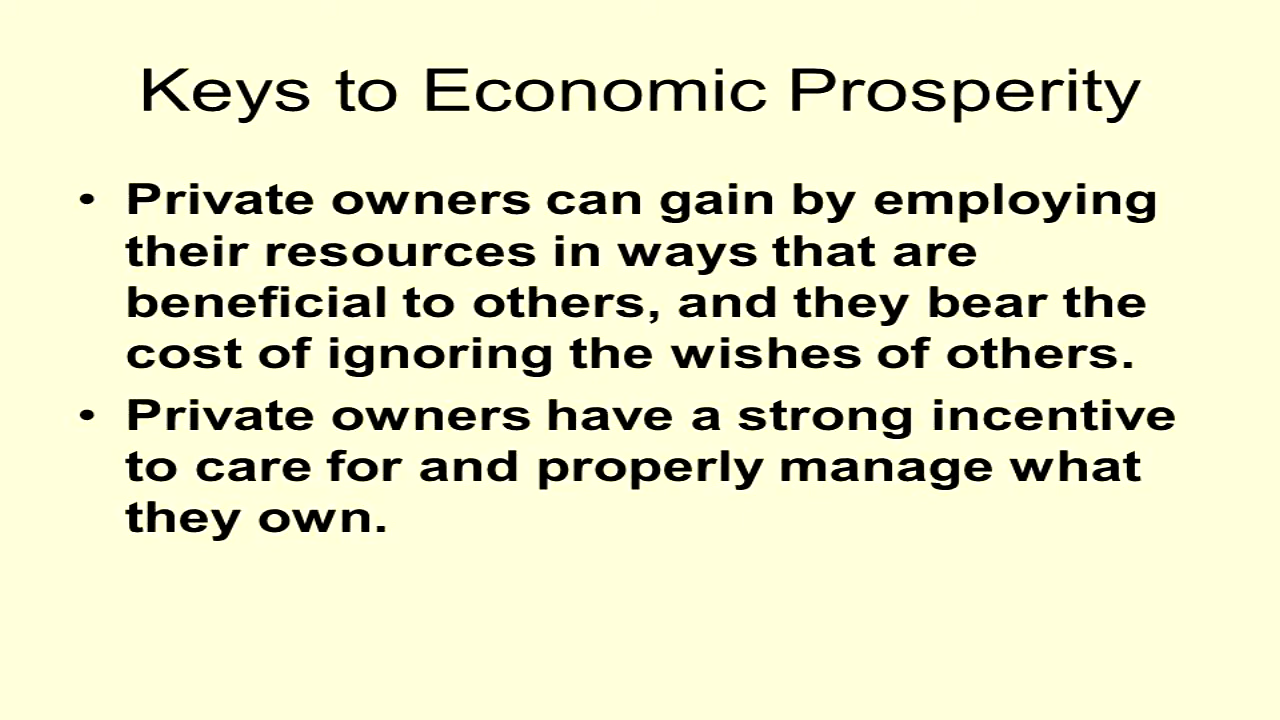 Keys to Economic Prosperity
• Private owners can gain by employing
their resources in ways that are
beneficial to others, and they bear the
cost of ignoring the wishes of others.
• Private owners have a strong incentive
to care for and properly manage what
they own.